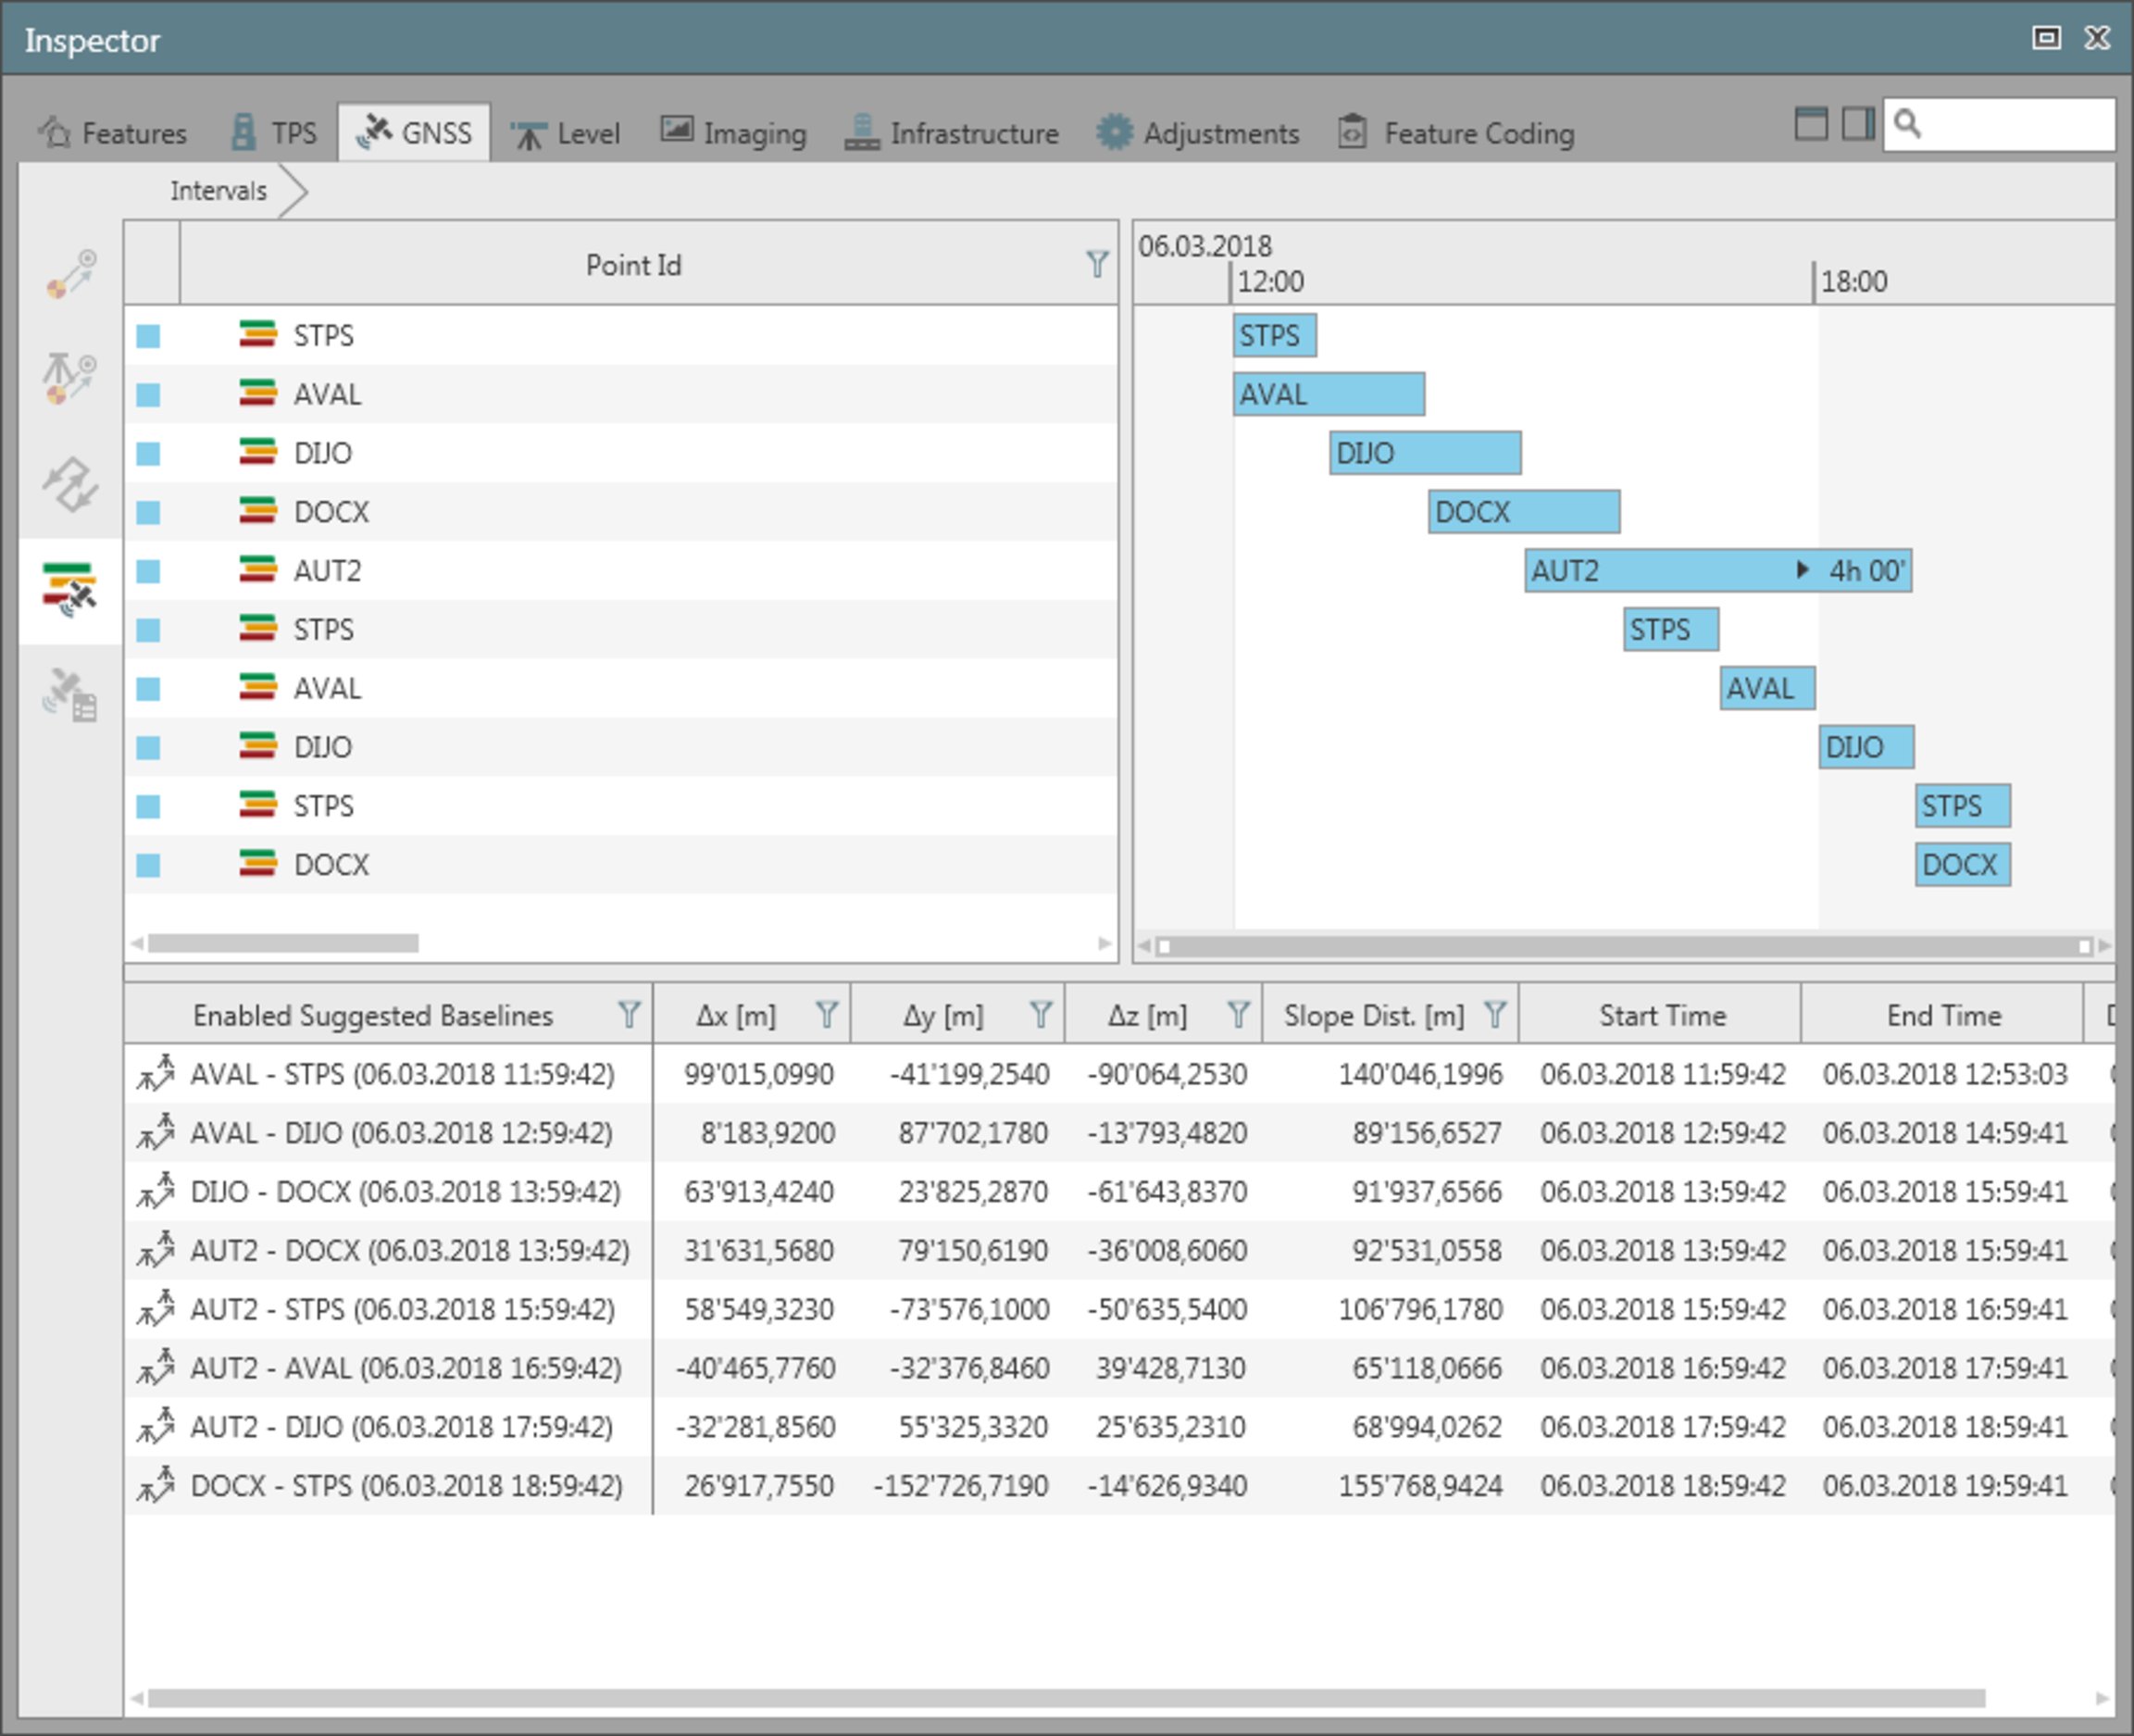 Inspector
Features TPS GNSS Level Imaging Infrastructure Adjustments Feature Coding
Intervals
Point Id
06.03.2018
12:00 18:00
STPS STPS
AVAL AVAL
DIJO DIJO
DOCX DOCX
AUT2 AUT2 4h 00'
STPS STPS
AVAL AVAL
DIJO DIJO
STPS STPS
DOCX DOCX
Enabled Suggested Baselines Δx [m] Δy [m] Δz [m] Slope Dist. [m] Start Time End Time
AVAL - STPS (06.03.2018 11:59:42) 99'015,0990 -41'199,2540 -90'064,2530 140'046,1996 06.03.2018 11:59:42 06.03.2018 12:53:03
AVAL - DIJO (06.03.2018 12:59:42) 8'183,9200 87'702,1780 -13'793,4820 89'156,6527 06.03.2018 12:59:42 06.03.2018 14:59:41
DIJO - DOCX (06.03.2018 13:59:42) 63'913,4240 23'825,2870 -61'643,8370 91'937,6566 06.03.2018 13:59:42 06.03.2018 15:59:41
AUT2 - DOCX (06.03.2018 13:59:42) 31'631,5680 79'150,6190 -36'008,6060 92'531,0558 06.03.2018 13:59:42 06.03.2018 15:59:41
AUT2 - STPS (06.03.2018 15:59:42) 58'549,3230 -73'576,1000 -50'635,5400 106'796,1780 06.03.2018 15:59:42 06.03.2018 16:59:41
AUT2 - AVAL (06.03.2018 16:59:42) -40'465,7760 -32'376,8460 39'428,7130 65'118,0666 06.03.2018 16:59:42 06.03.2018 17:59:41
AUT2 - DIJO (06.03.2018 17:59:42) -32'281,8560 55'325,3320 25'635,2310 68'994,0262 06.03.2018 17:59:42 06.03.2018 18:59:41
DOCX - STPS (06.03.2018 18:59:42) 26'917,7550 -152'726,7190 -14'626,9340 155'768,9424 06.03.2018 18:59:42 06.03.2018 19:59:41